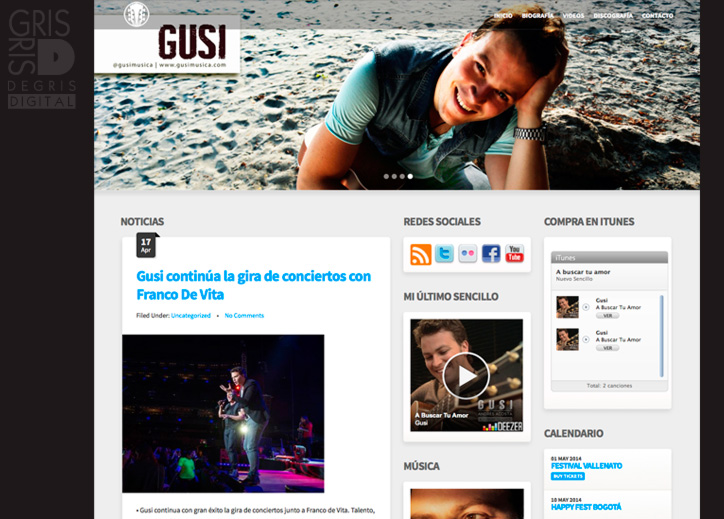 GRIS
GRIS
D
DEGRIS
DIGITAL
INICIO BIOGRAFÍA VIDEOS DISCOGRAFÍA CONTACTO
GUSI
@gusimusica | www.gusimusica.com
NOTICIAS
17
Apr
Gusi continúa la gira de conciertos con
Franco De Vita
Filed Under: Uncategorized • No Comments
• Gusi continua con gran éxito la gira de conciertos junto a Franco de Vita. Talento,
REDES SOCIALES
You
Tube
MI ÚLTIMO SENCILLO
GUSI
A Buscar Tu Amor
Gusi
DEEZER
MÚSICA
COMPRA EN ITUNES
iTunes
A buscar tu amor
Nuevo Sencillo
Gusi
A Buscar Tu Amor
VER
Gusi
A Buscar Tu Amor
VER
Total: 2 canciones
CALENDARIO
01 MAY 2014
FESTIVAL VALLENATO
BUY TICKETS
10 MAY 2014
HAPPY FEST BOGOTÁ